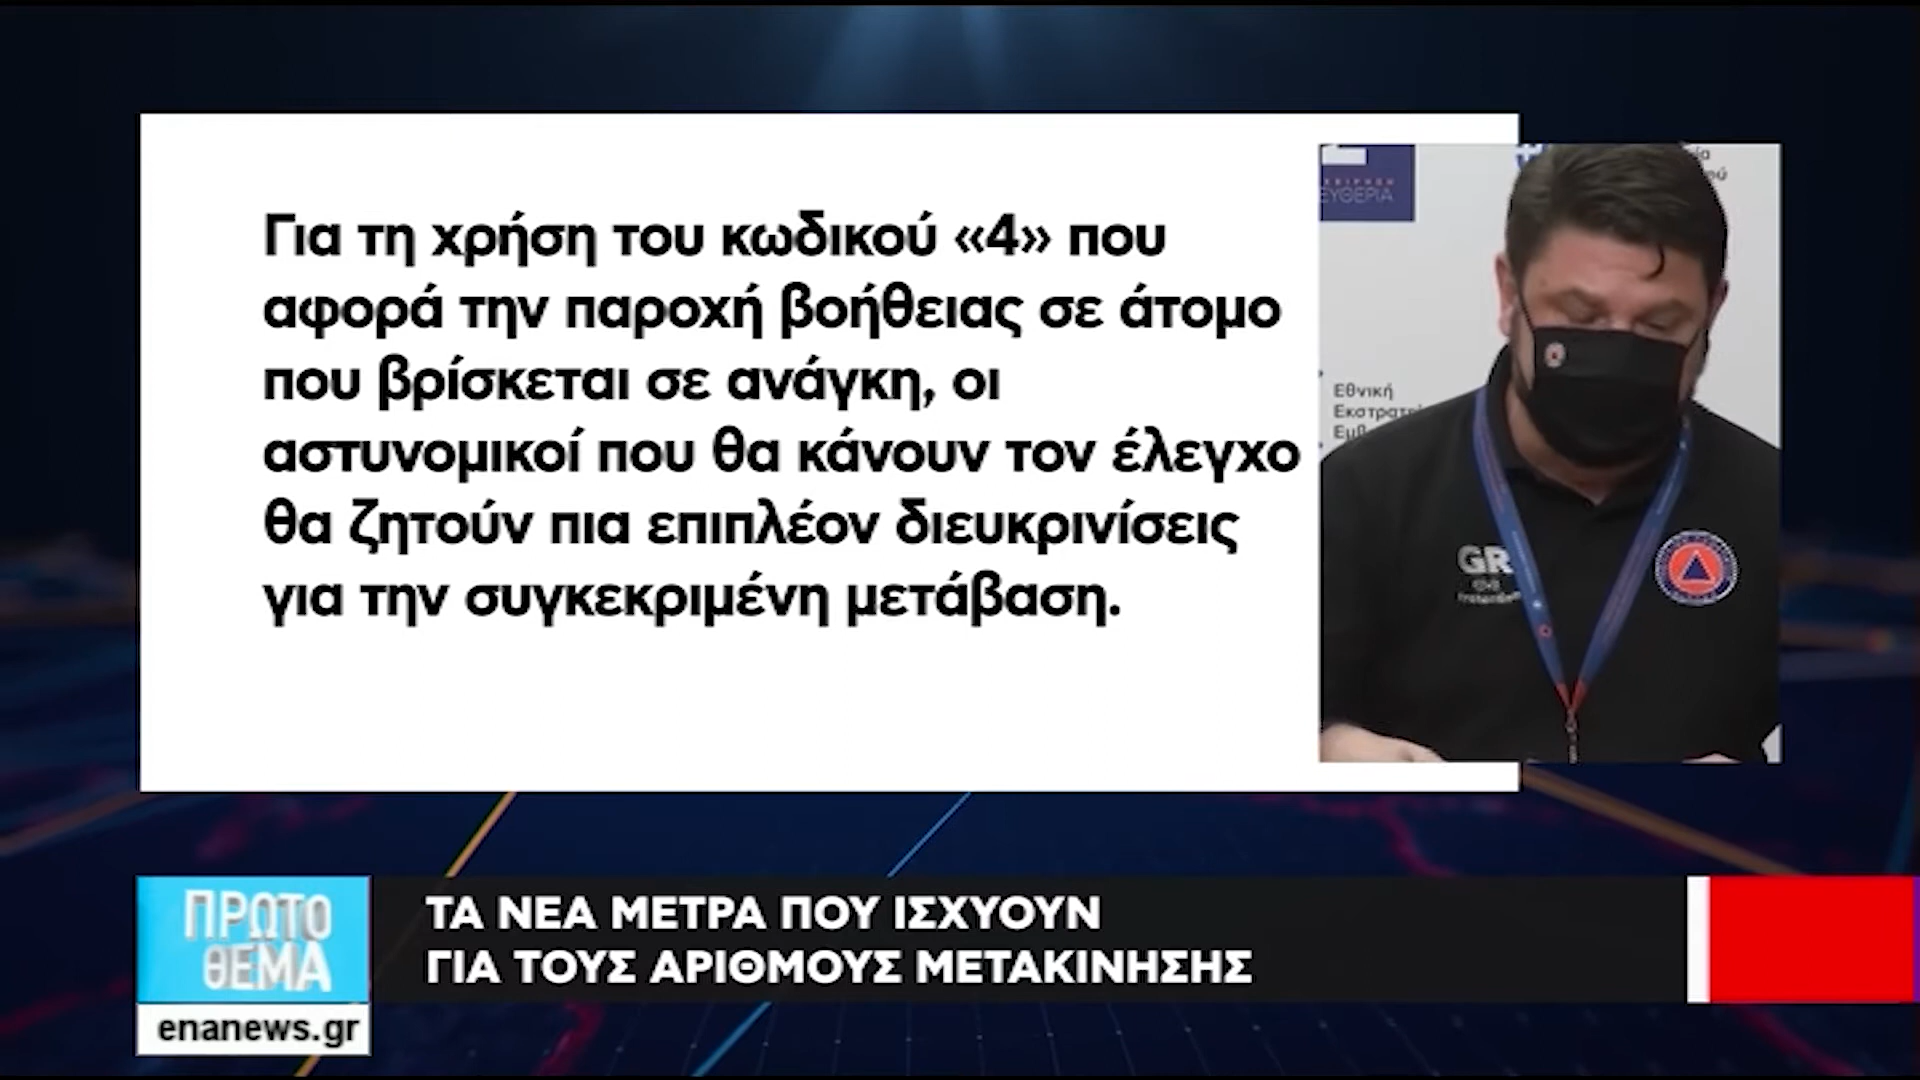 Για τη χρήση του κωδικού «4» που
αφορά την παροχή βοήθειας σε άτομο
που βρίσκεται σε ανάγκη, οι
αστυνομικοί που θα κάνουν τον έλεγχο
θα ζητούν πια επιπλέον διευκρινίσεις
για την συγκεκριμένη μετάβαση.
ΕΥΘΕΡΙΑ
Εθνική
Εκστρατεί
GR
ΠΡΩΤΟ
ΘΕΜΑ
enanews.gr
ΤΑ ΝΕΑ ΜΕΤΡΑ ΠΟΥ ΙΣΧΥΟΥΝ
ΓΙΑ ΤΟΥΣ ΑΡΙΘΜΟΥΣ ΜΕΤΑΚΙΝΗΣΗΣ